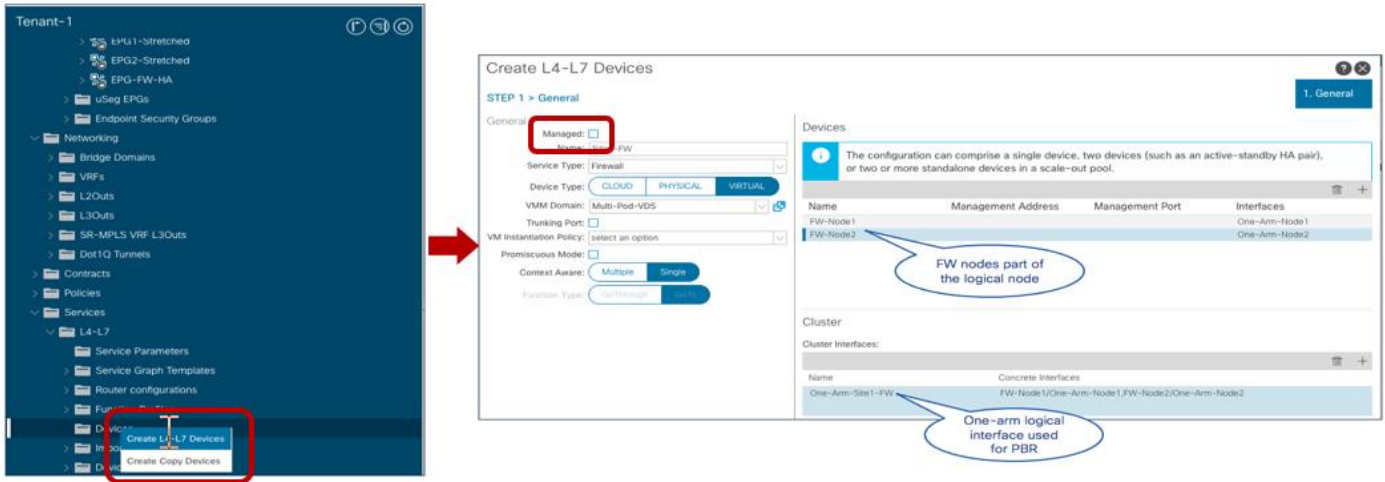 Tenant-1
EPG1-Stretched
EPG2-Stretched
EPG-FW-HA
uSeg EPGs
Endpoint Security Groups
Networking
Bridge Domains
VRFs
L2Outs
L3Outs
SR-MPLS VRF L3Outs
Dot1Q Tunnels
Contracts
Policies
Services
L4-L7
Service Parameters
Service Graph Templates
Router configurations
Create L4-L7 Devices
Create Copy Devices
Create L4-L7 Devices
STEP 1 > General
1. General
General
Managed:
Name: -FW
Service Type: Firewall
Device Type: CLOUD PHYSICAL VIRTUAL
VMM Domain: Multi-Pod-VDS
Trunking Port:
VM Instantiation Policy: select an option
Promiscuous Mode:
Context Aware: Multiple Single
Function Type: GoThrough GoTo
Devices
The configuration can comprise a single device, two devices (such as an active-standby HA pair),
or two or more standalone devices in a scale-out pool.
Name Management Address Management Port Interfaces
FW-Node1 One-Arm-Node1
FW-Node2 One-Arm-Node2
FW nodes part of
the logical node
Cluster
Cluster Interfaces:
Name Concrete Interfaces
One-Arm-Site1-FW FW-Node1/One-Arm-Node1,FW-Node2/One-Arm-Node2
One-arm logical
interface used
for PBR